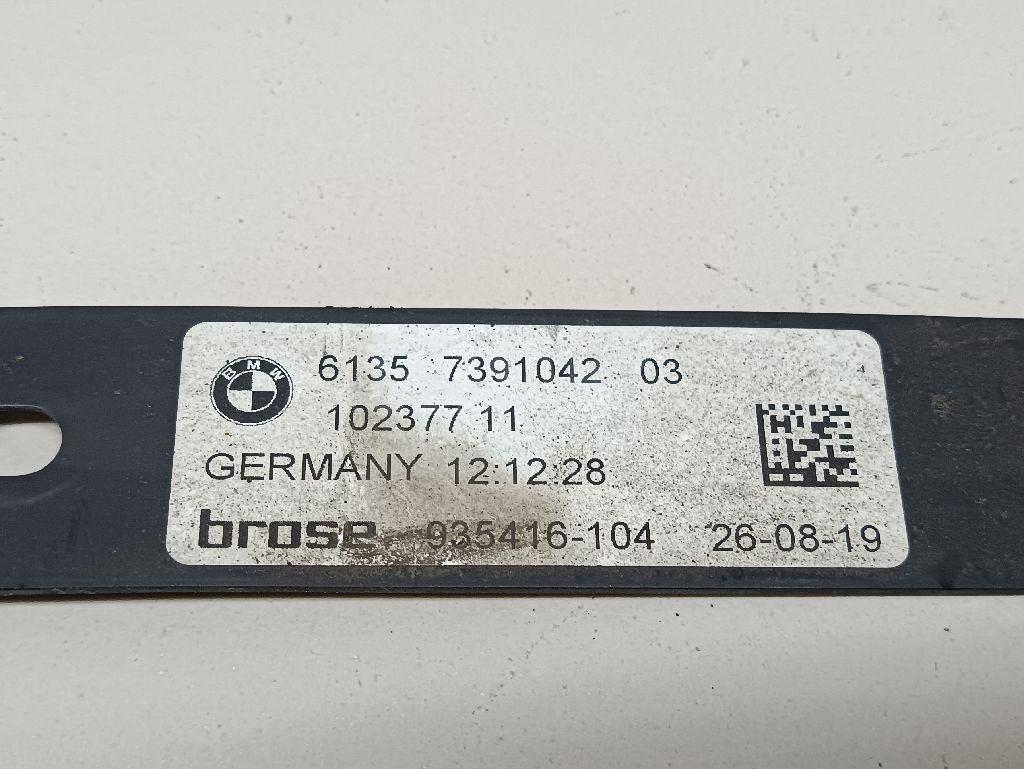 BMW
6135 7391042 03
102377 11
GERMANY 12:12:28
brose 935416-104 26-08-19